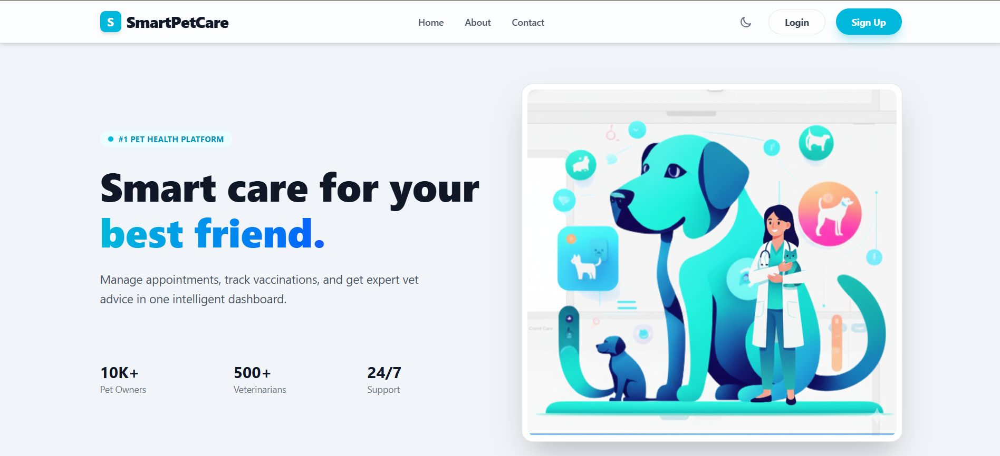 S SmartPetCare
Home About Contact
Login
Sign Up
#1 PET HEALTH PLATFORM
Smart care for your
best friend.
Manage appointments, track vaccinations, and get expert vet
advice in one intelligent dashboard.
10K+ 500+ 24/7
Pet Owners Veterinarians Support
Client Care
Login